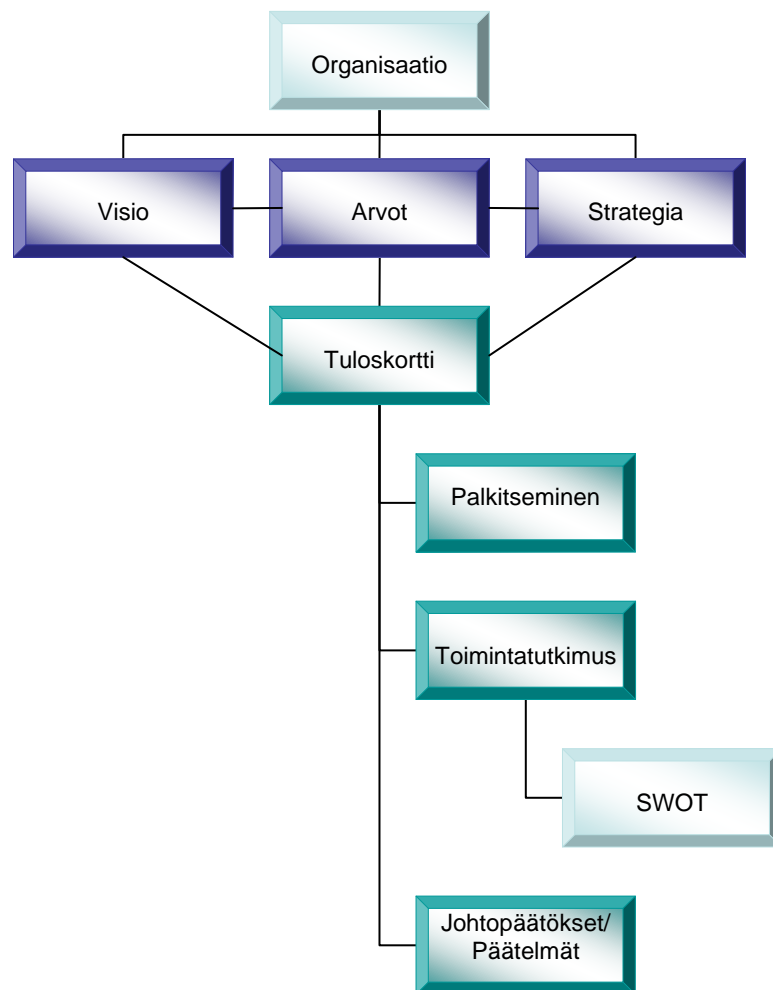 Organisaatio
Visio
Arvot
Strategia
Tuloskortti
Palkitseminen
Toimintatutkimus
SWOT
Johtopäätökset/
Päätelmät